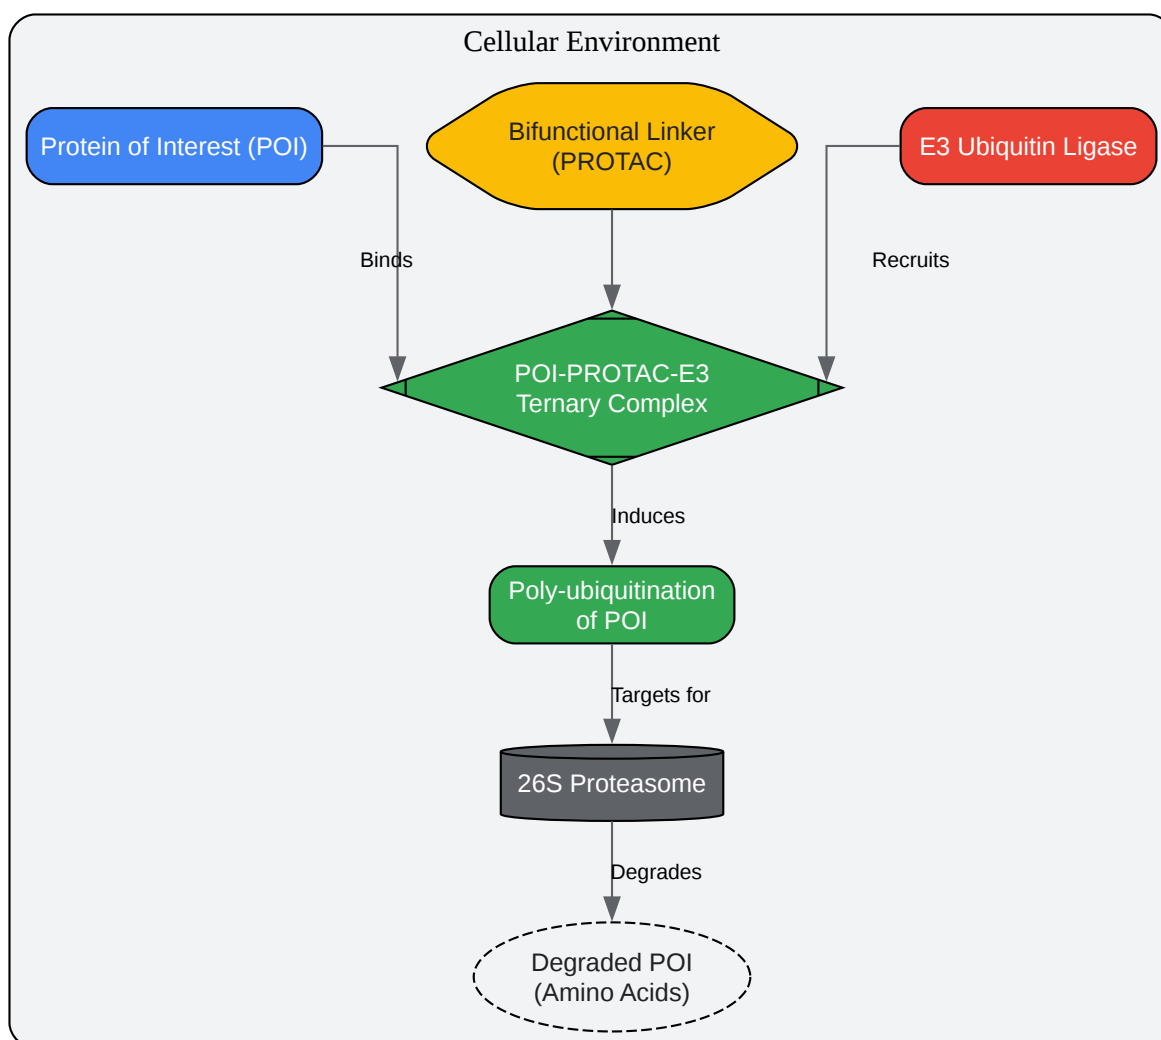 Cellular Environment
Protein of Interest (POI)
Bifunctional Linker
(PROTAC)
E3 Ubiquitin Ligase
Binds
Recruits
POI-PROTAC-E3
Ternary Complex
Induces
Poly-ubiquitination
of POI
Targets for
26S Proteasome
Degrades
Degraded POI
(Amino Acids)